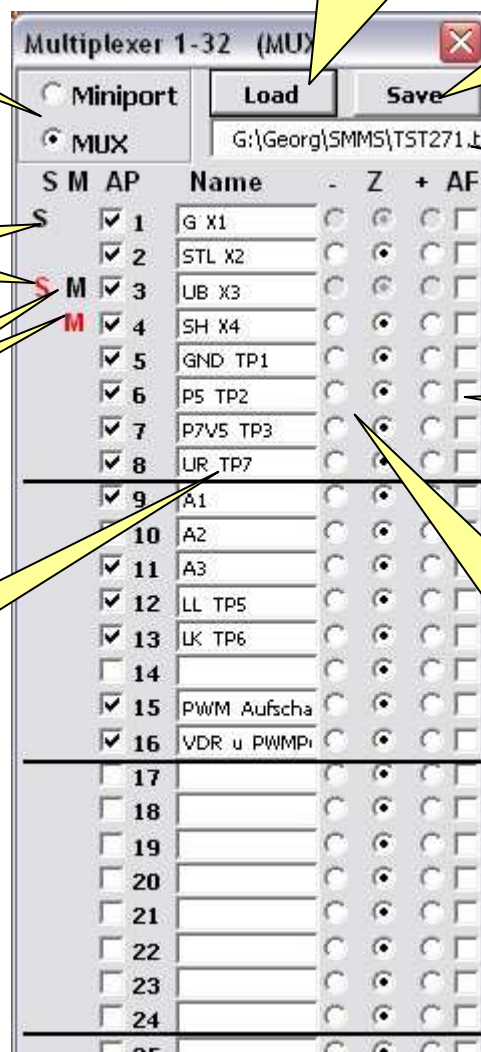 Multiplexer 1-32 (MUX
Miniport Load Save
MUX G:\Georg\SMMS\TST271.t
S M AP Name - Z + AF
S 1 G X1
2 STL X2
S M 3 UB X3
M 4 SH X4
5 GND TP1
6 P5 TP2
7 P7V5 TP3
8 UR TP7
9 A1
10 A2
11 A3
12 LL TP5
13 LK TP6
14
15 PWM Aufscha
16 VDR u PWMP
17
18
19
20
21
22
23
24
25